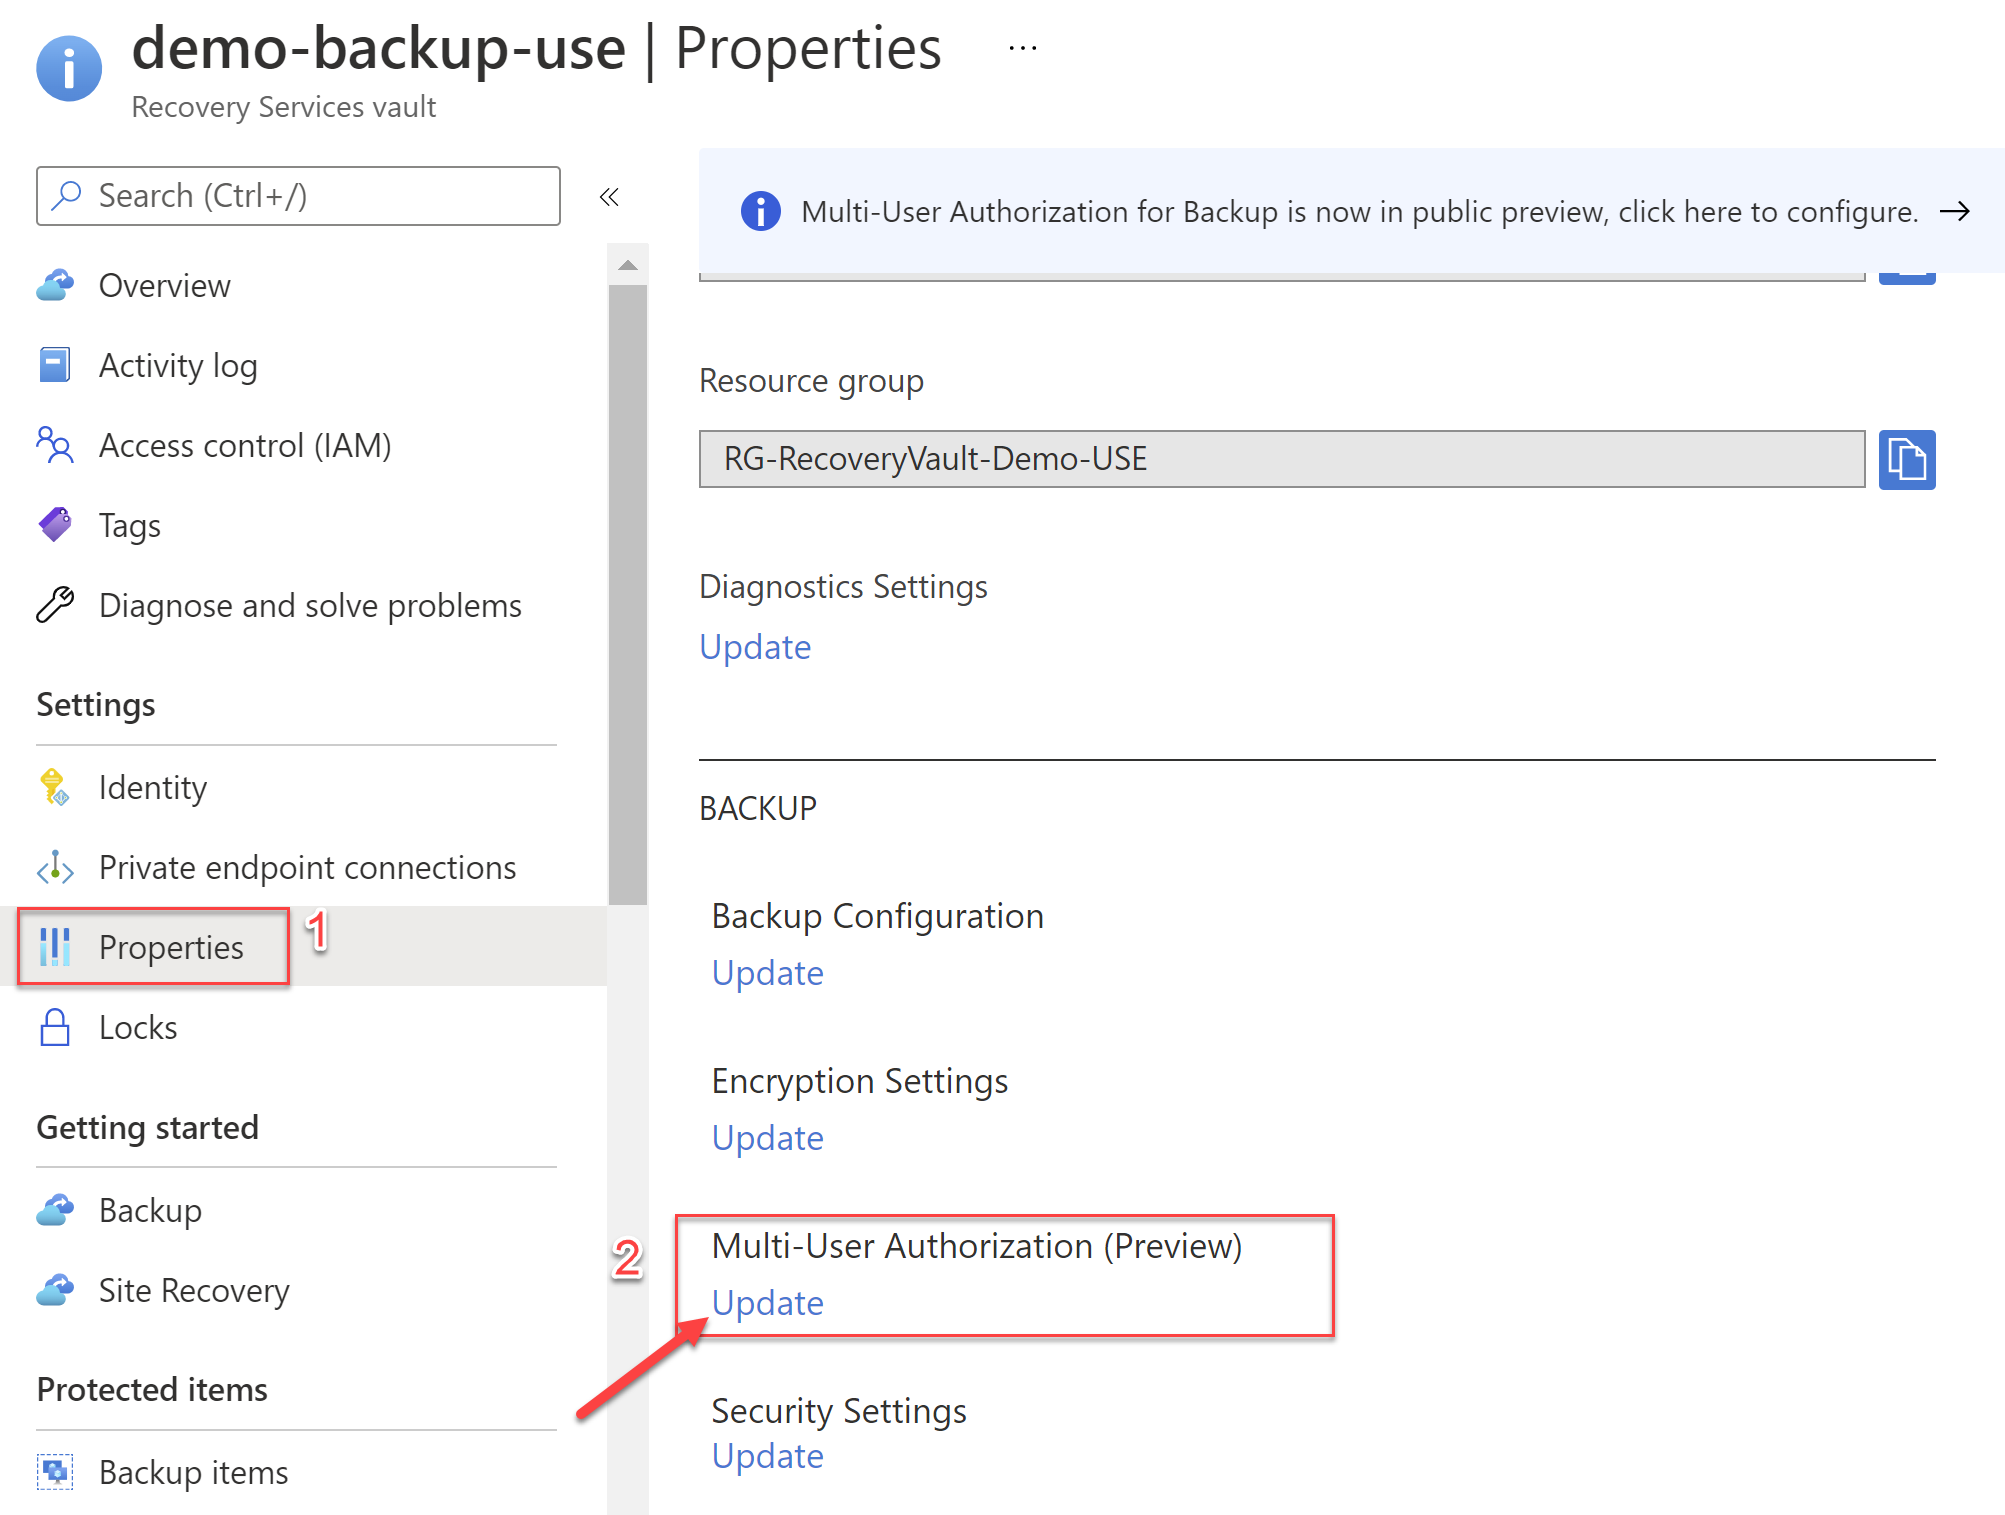 demo-backup-use | Properties ...
Recovery Services vault
Search (Ctrl+/)
Multi-User Authorization for Backup is now in public preview, click here to configure.
Overview
Activity log
Access control (IAM)
Tags
Diagnose and solve problems
Settings
Identity
Private endpoint connections
Properties
1
Locks
Getting started
Backup
Site Recovery
Protected items
Backup items
Resource group
RG-RecoveryVault-Demo-USE
Diagnostics Settings
Update
BACKUP
Backup Configuration
Update
Encryption Settings
Update
2
Multi-User Authorization (Preview)
Update
Security Settings
Update